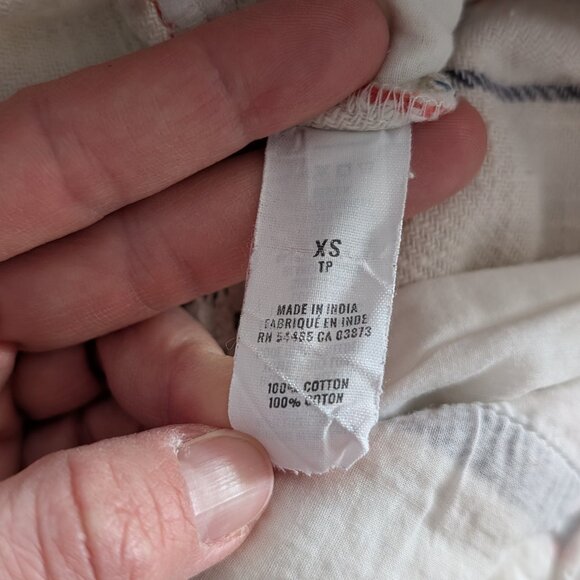 XS
TP
MADE IN INDIA
FABRIQUÉ EN INDE
RN 54485 CA 03873
100% COTTON
100% COTON